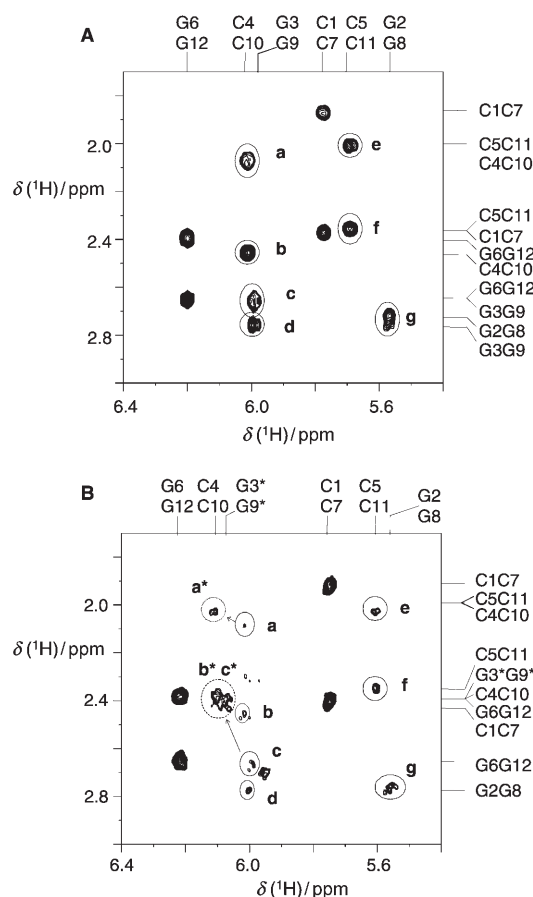 G6 C4 G3 C1 C5 G2
A G12 C10 G9 C7 C11 G8
C1C7
2.0
a
e
C5C11
C4C10
δ(¹H)/ppm
2.4
b
f
C5C11
C1C7
G6G12
C4C10
c
d
g
G6G12
G3G9
G2G8
G3G9
2.8
6.4 6.0 5.6
δ(¹H)/ppm
B
G6 C4 G3* C1 C5
G12 C10 G9* C7 C11
G2
G8
a*
C1C7
2.0
a
e
C5C11
C4C10
δ(¹H)/ppm
b* c*
2.4
b
f
C5C11
G3*G9*
C4C10
G6G12
C1C7
c
d
g
G6G12
G2G8
2.8
6.4 6.0 5.6
δ(¹H)/ppm